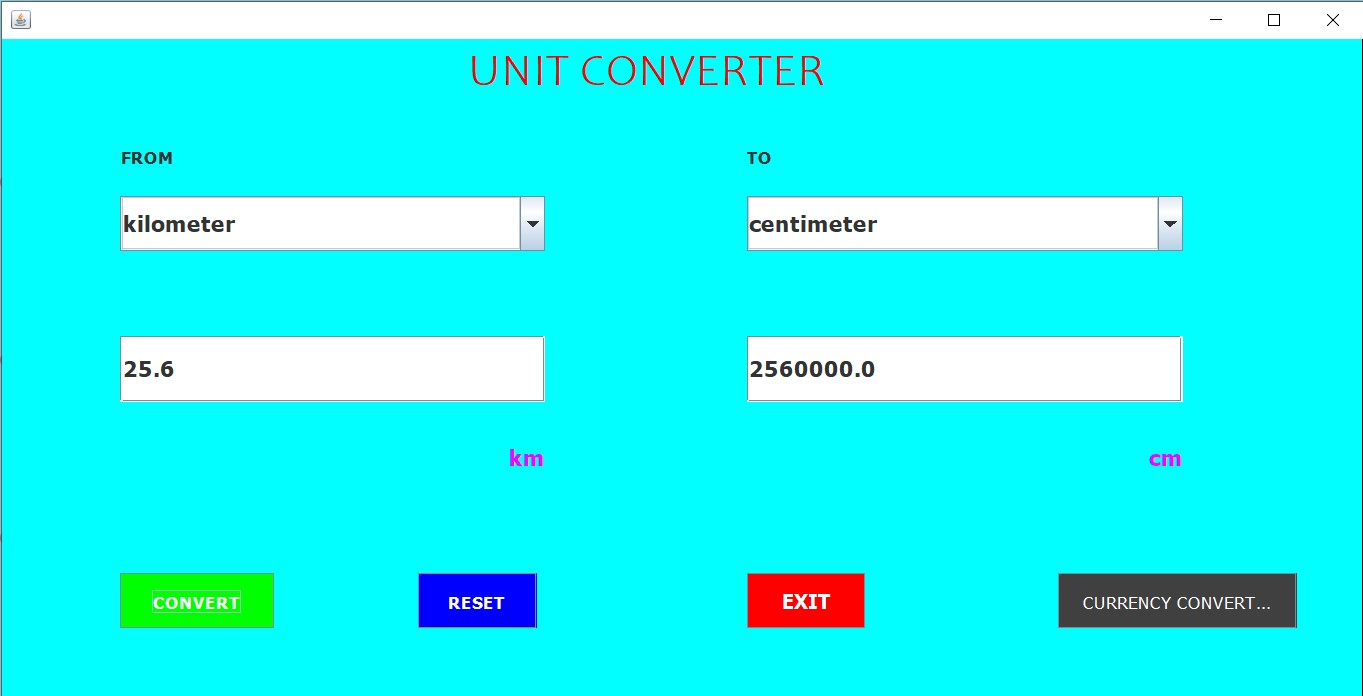 UNIT CONVERTER
FROM TO
kilometer centimeter
25.6 2560000.0
km cm
CONVERT RESET EXIT CURRENCY CONVERT...